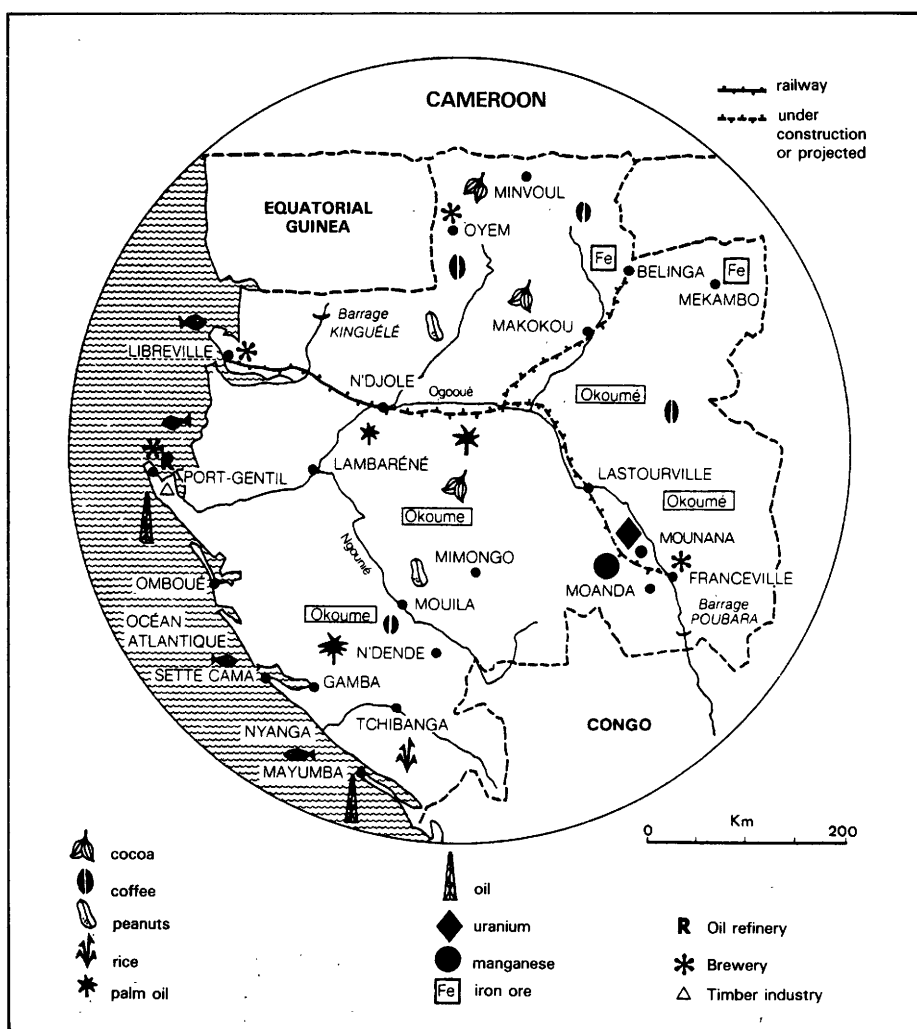 CAMEROON
railway
under
construction
or projected
EQUATORIAL
GUINEA
MINVOUL
OYEM
Fe
BELINGA
Fe
MEKAMBO
Barrage
KINGUÉLÉ
MAKOKOU
LIBREVILLE
N'DJOLE
Ogooué
Okoumé
PORT-GENTIL
LAMBARÉNÉ
LASTOURVILLE
Okoumé
Okoume
MOUNANA
Ngounié
MIMONGO
FRANCEVILLE
MOANDA
OMBOUÉ
MOUILA
Barrage
POUBARA
Okoume
OCÉAN
ATLANTIQUE
N'DENDE
SETTE CAMA
GAMBA
CONGO
NYANGA
TCHIBANGA
MAYUMBA
Km
0 200
cocoa
coffee
peanuts
rice
palm oil
oil
uranium
manganese
Fe iron ore
R Oil refinery
Brewery
Timber industry